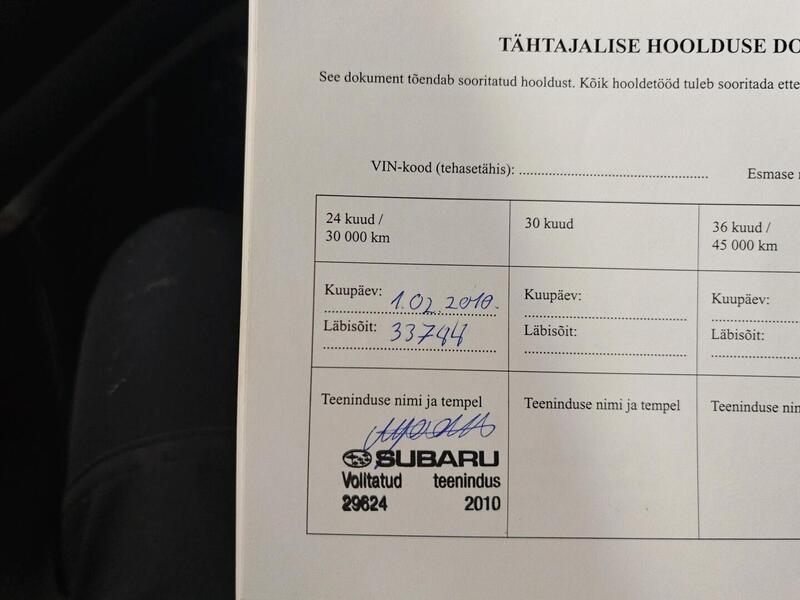 TÄHTAJALISE HOOLDUSE
See dokument tõendab sooritatud hooldust. Kõik hooldetööd tuleb sooritada ette
VIN-kood (tehasetähis):
Esmase
24 kuud /
30 000 km
30 kuud
36 kuud /
45 000 km
Kuupäev: 1.02.2010.
Läbisõit: 33744
Kuupäev:
Läbisõit:
Kuupäev:
Läbisõit:
Teeninduse nimi ja tempel
SUBARU
Volitatud teenindus
29624 2010
Teeninduse nimi ja tempel
Teeninduse